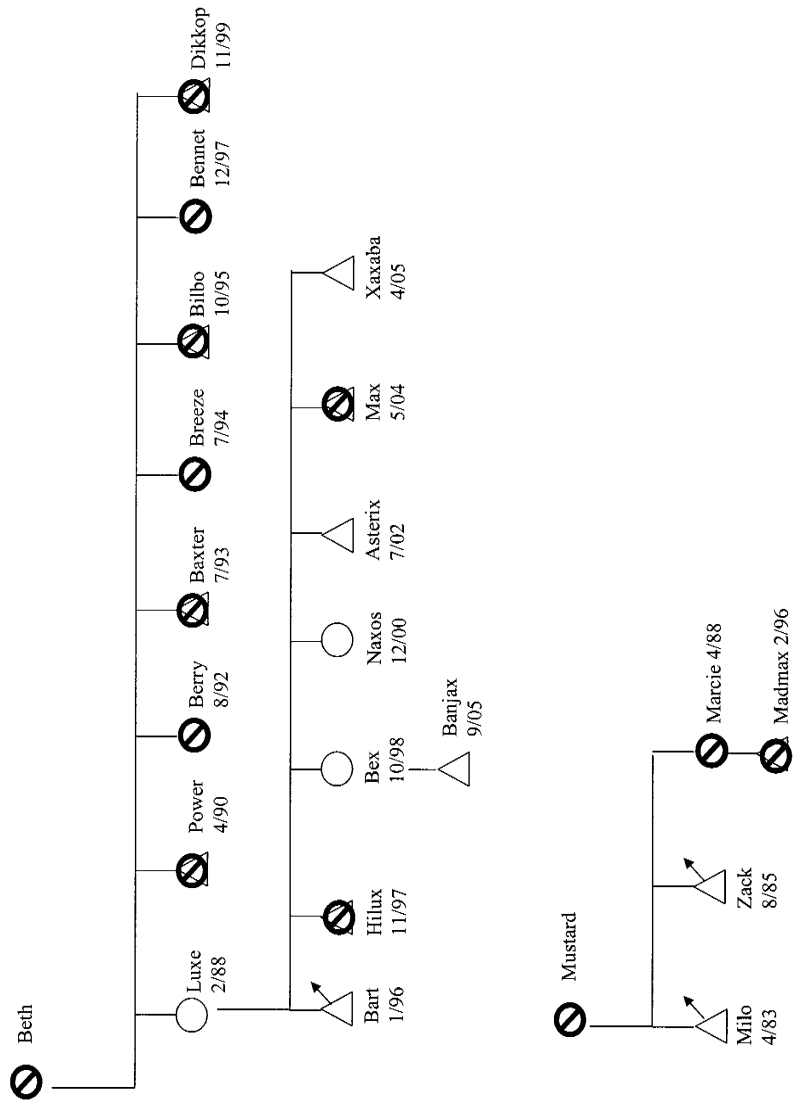 Beth
Luxe
2/88
Power
4/90
Berry
8/92
Baxter
7/93
Breeze
7/94
Bilbo
10/95
Bennet
12/97
Dikkop
11/99
Bart
1/96
Hilux
11/97
Bex
10/98
Naxos
12/00
Asterix
7/02
Max
5/04
Xaxaba
4/05
Banjax
9/05
Mustard
Milo
4/83
Zack
8/85
Marcie 4/88
Madmax 2/96